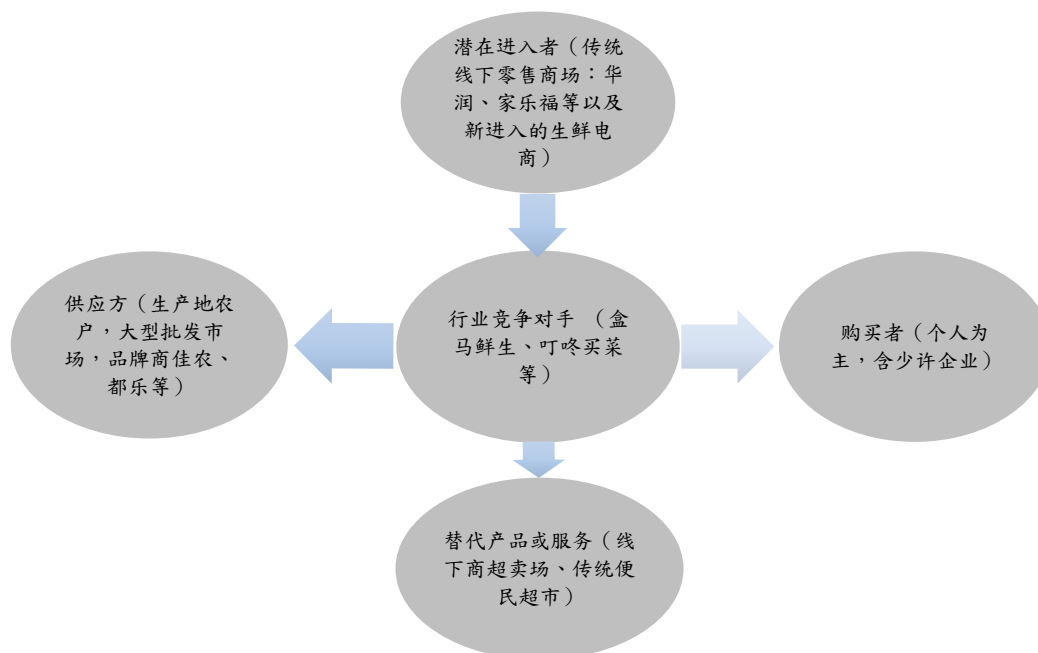 潜在进入者（传统
线下零售商场：华
润、家乐福等以及
新进入的生鲜电
商）
供应方（生产地农
户，大型批发市
场，品牌商佳农、
都乐等）
行业竞争对手 （盒
马鲜生、叮咚买菜
等）
购买者（个人为
主，含少许企业）
替代产品或服务（线
下商超卖场、传统便
民超市）